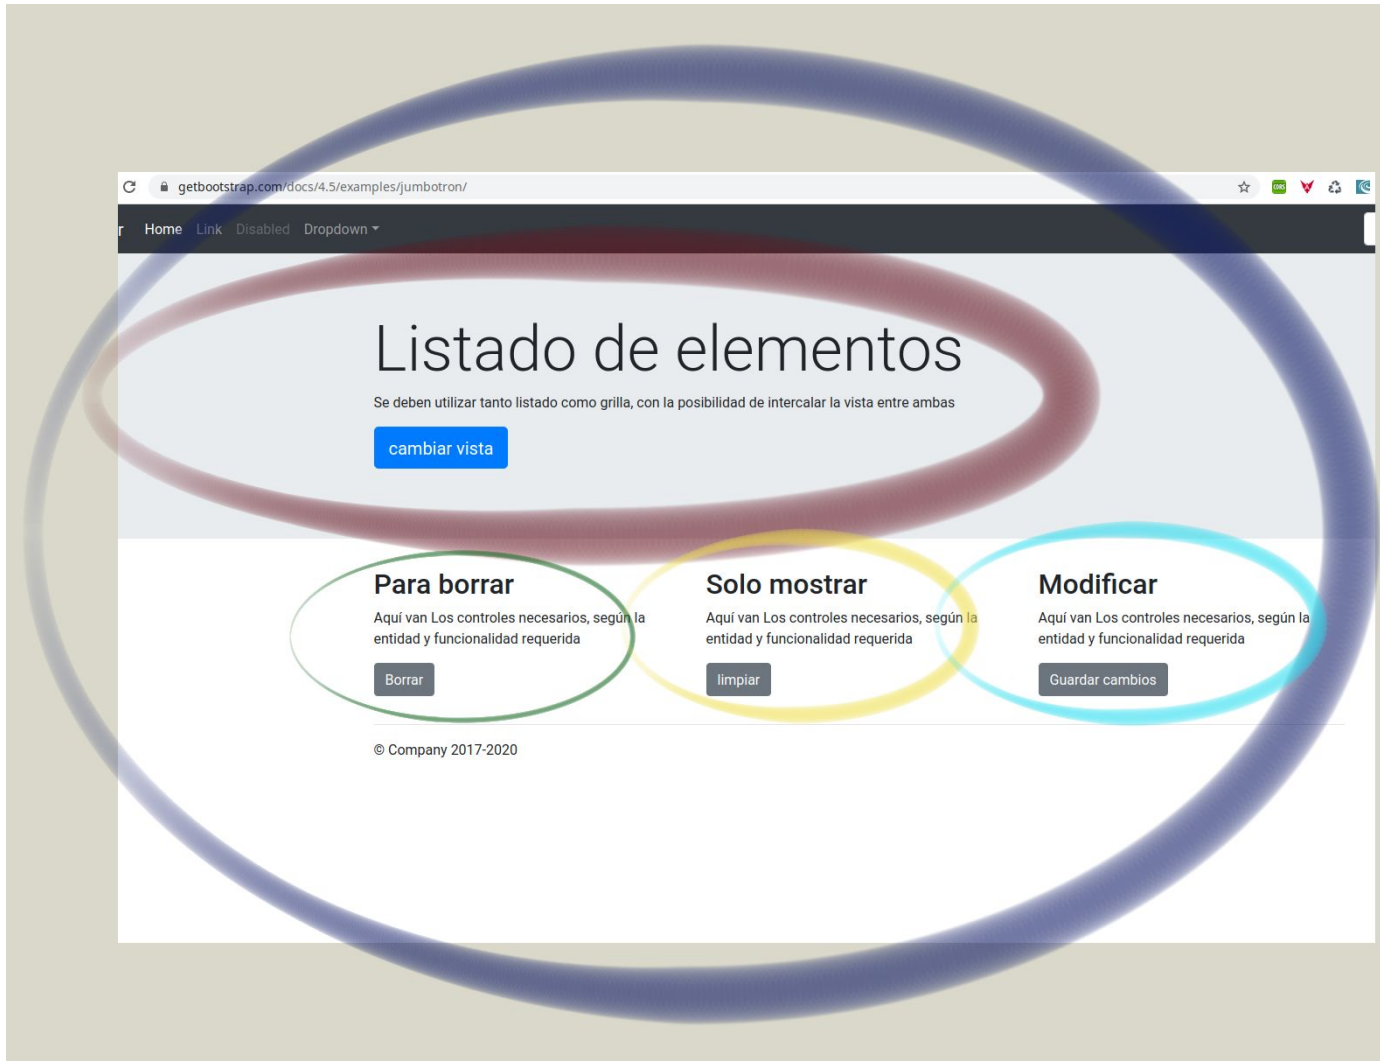 getbootstrap.com/docs/4.5/examples/jumbotron/
CORS
r Home Link Disabled Dropdown
Listado de elementos
Se deben utilizar tanto listado como grilla, con la posibilidad de intercalar la vista entre ambas
cambiar vista
Para borrar
Aquí van Los controles necesarios, según la
entidad y funcionalidad requerida
Borrar
Solo mostrar
Aquí van Los controles necesarios, según la
entidad y funcionalidad requerida
limpiar
Modificar
Aquí van Los controles necesarios, según la
entidad y funcionalidad requerida
Guardar cambios
© Company 2017-2020